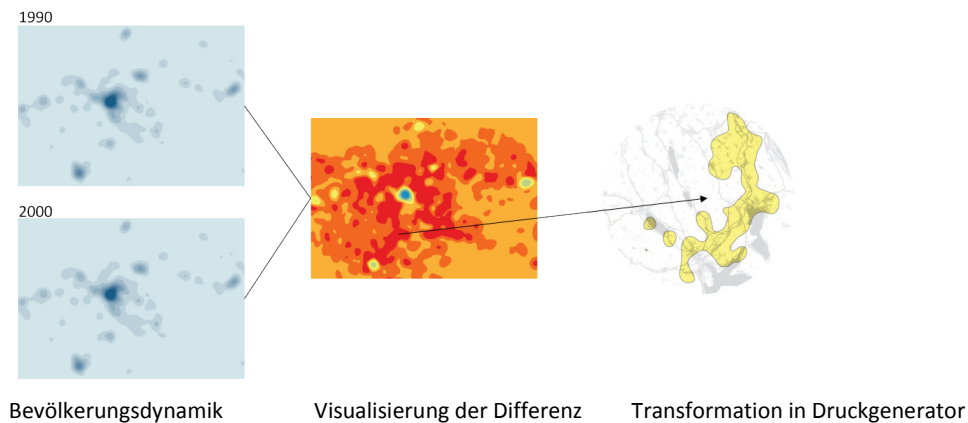 1990
2000
Bevölkerungsdynamik
Visualisierung der Differenz
Transformation in Druckgenerator